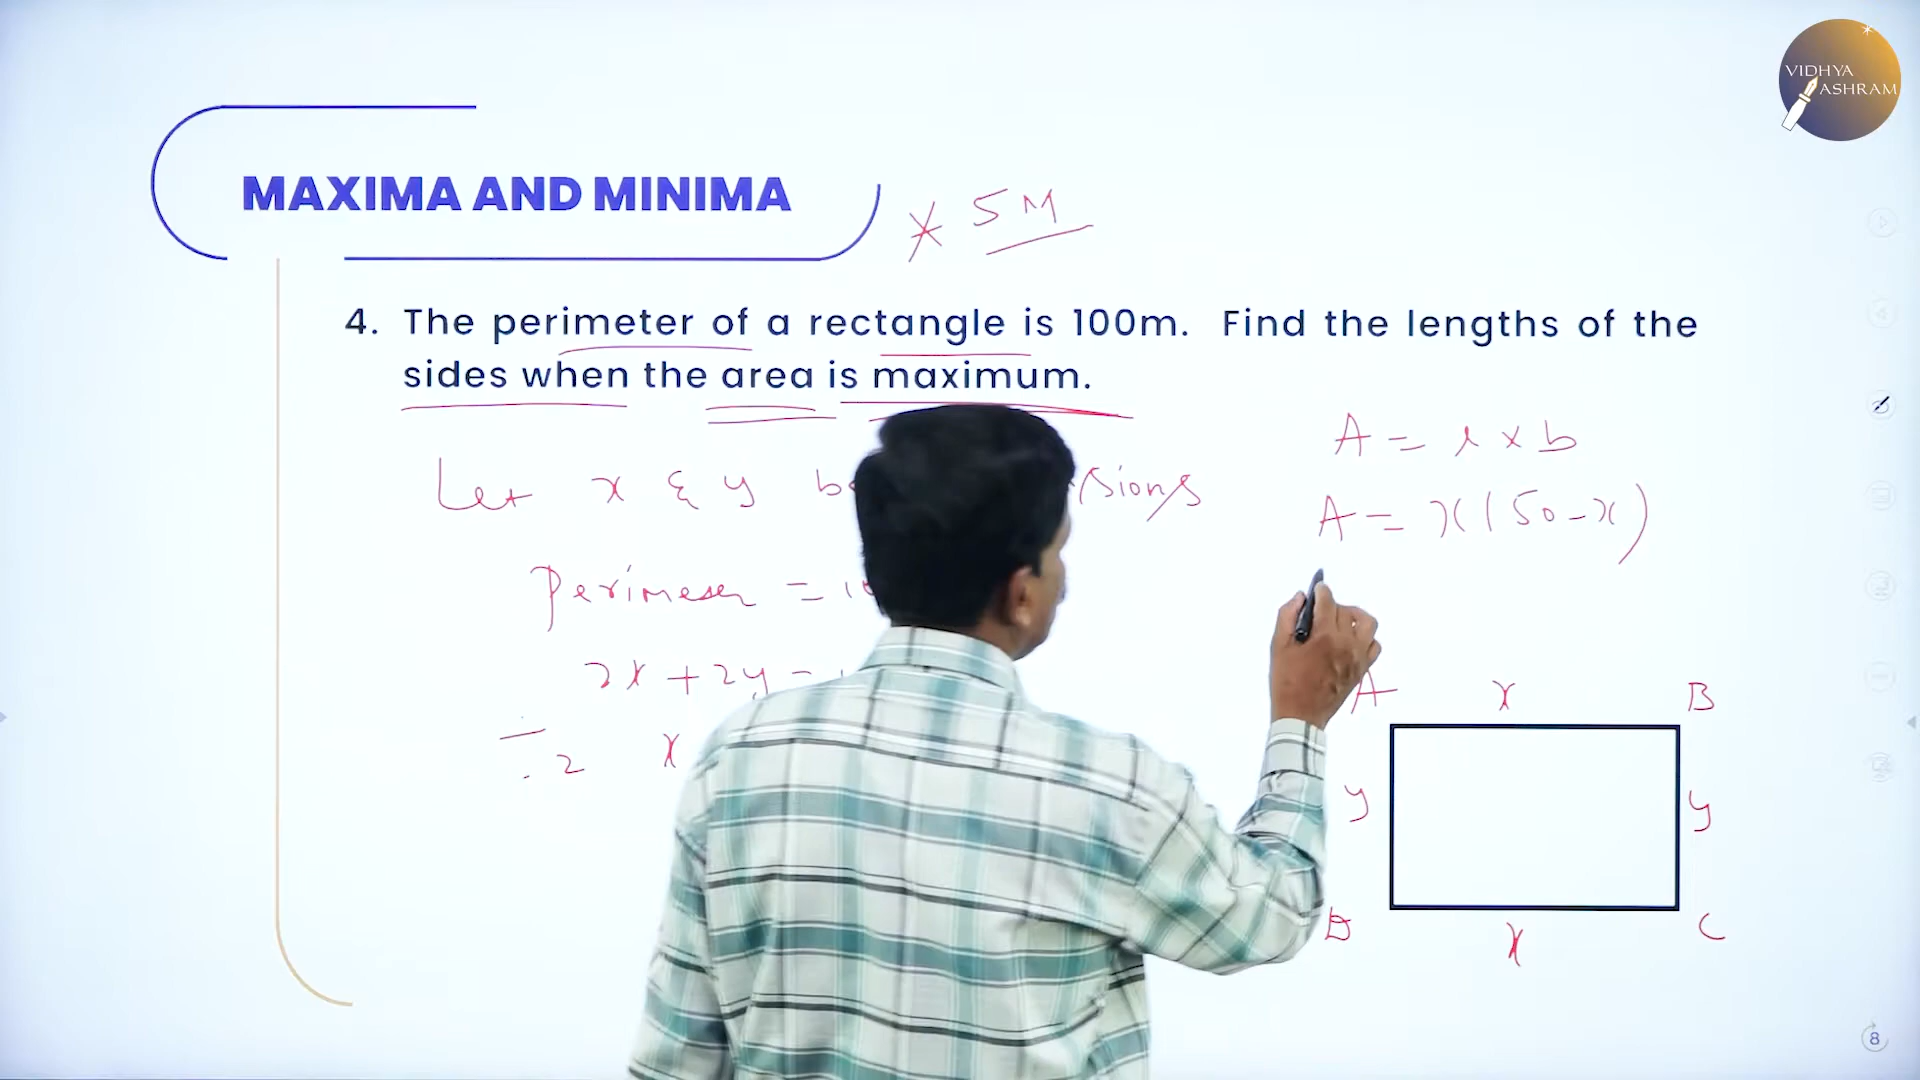 VIDHYA
ASHRAM
MAXIMA AND MINIMA
* 5M
4. The perimeter of a rectangle is 100m. Find the lengths of the
sides when the area is maximum.
Let x & y
Perimeter =
2x + 2y =
÷ 2 x
A = l × b
A = x(50-x)
A x B
y y
D x C
8